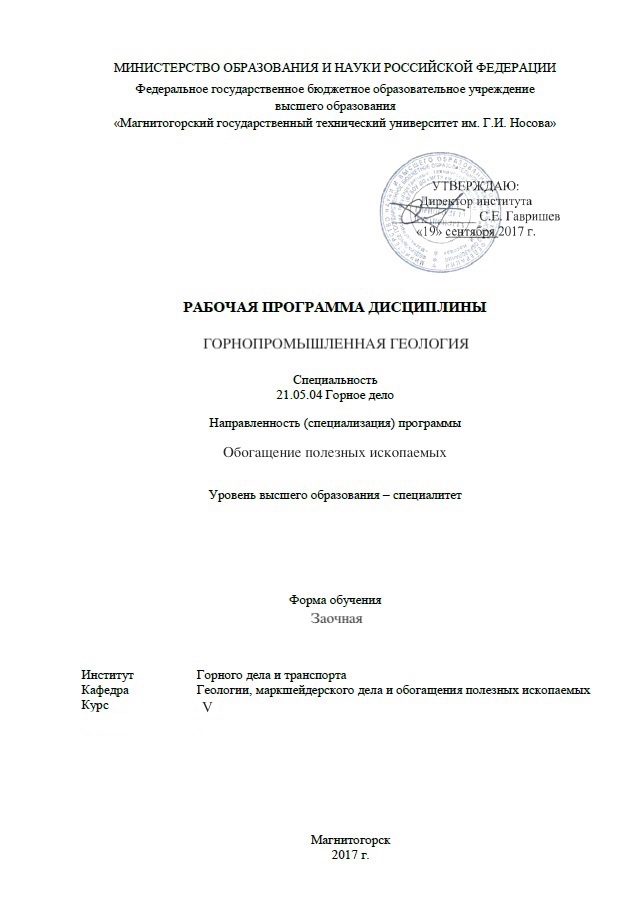 МИНИСТЕРСТВО ОБРАЗОВАНИЯ И НАУКИ РОССИЙСКОЙ ФЕДЕРАЦИИ
Федеральное государственное бюджетное образовательное учреждение
высшего образования
«Магнитогорский государственный технический университет им. Г.И. Носова»
УТВЕРЖДАЮ:
Директор института
С.Е. Гавришев
«19» сентября 2017 г.
РАБОЧАЯ ПРОГРАММА ДИСЦИПЛИНЫ
ГОРНОПРОМЫШЛЕННАЯ ГЕОЛОГИЯ
Специальность
21.05.04 Горное дело
Направленность (специализация) программы
Обогащение полезных ископаемых
Уровень высшего образования – специалитет
Форма обучения
Заочная
Институт Горного дела и транспорта
Кафедра Геологии, маркшейдерского дела и обогащения полезных ископаемых
Курс V
Магнитогорск
2017 г.